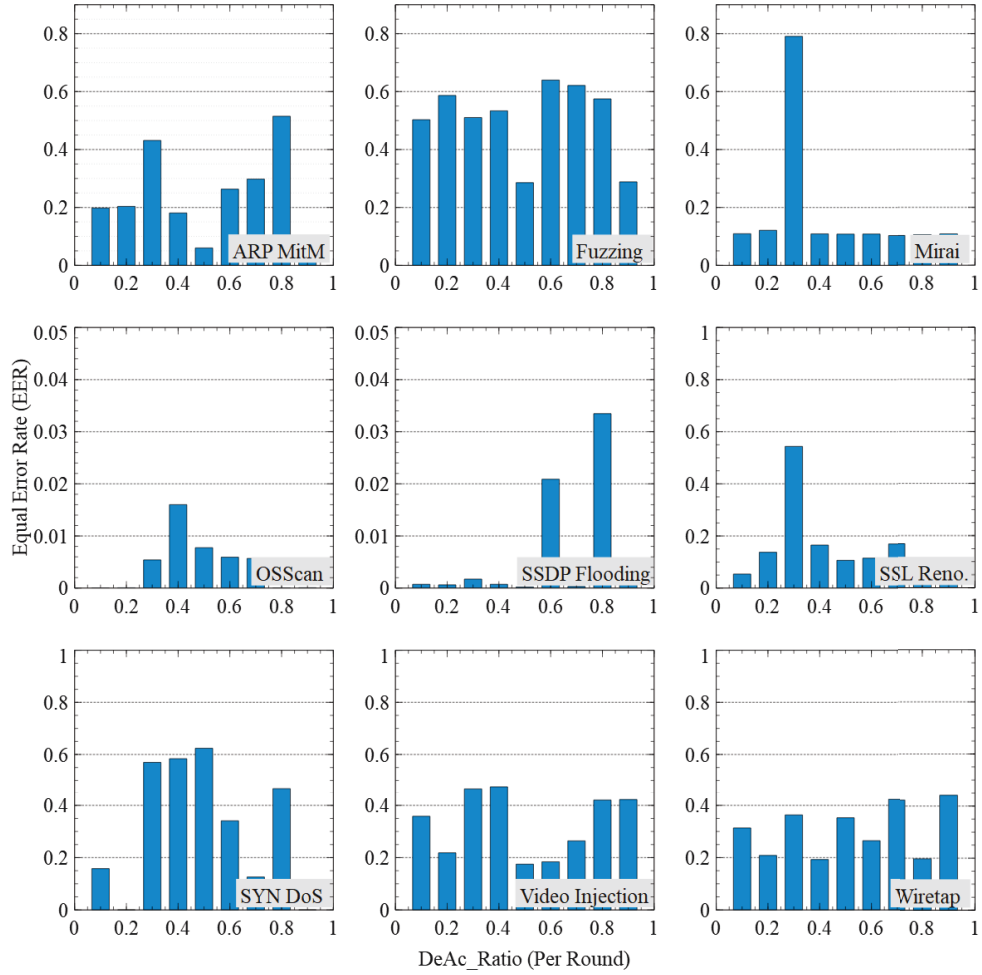 0.8
0.6
0.4
0.2
0
ARP MitM
0 0.2 0.4 0.6 0.8 1
0.8
0.6
0.4
0.2
0
Fuzzing
0 0.2 0.4 0.6 0.8 1
0.8
0.6
0.4
0.2
0
Mirai
0 0.2 0.4 0.6 0.8 1
Equal Error Rate (EER)
0.05
0.04
0.03
0.02
0.01
0
OSScan
0 0.2 0.4 0.6 0.8 1
0.05
0.04
0.03
0.02
0.01
0
SSDP Flooding
0 0.2 0.4 0.6 0.8 1
1
0.8
0.6
0.4
0.2
0
SSL Reno.
0 0.2 0.4 0.6 0.8 1
1
0.8
0.6
0.4
0.2
0
SYN DoS
0 0.2 0.4 0.6 0.8 1
1
0.8
0.6
0.4
0.2
0
Video Injection
0 0.2 0.4 0.6 0.8 1
1
0.8
0.6
0.4
0.2
0
Wiretap
0 0.2 0.4 0.6 0.8 1
DeAc_Ratio (Per Round)